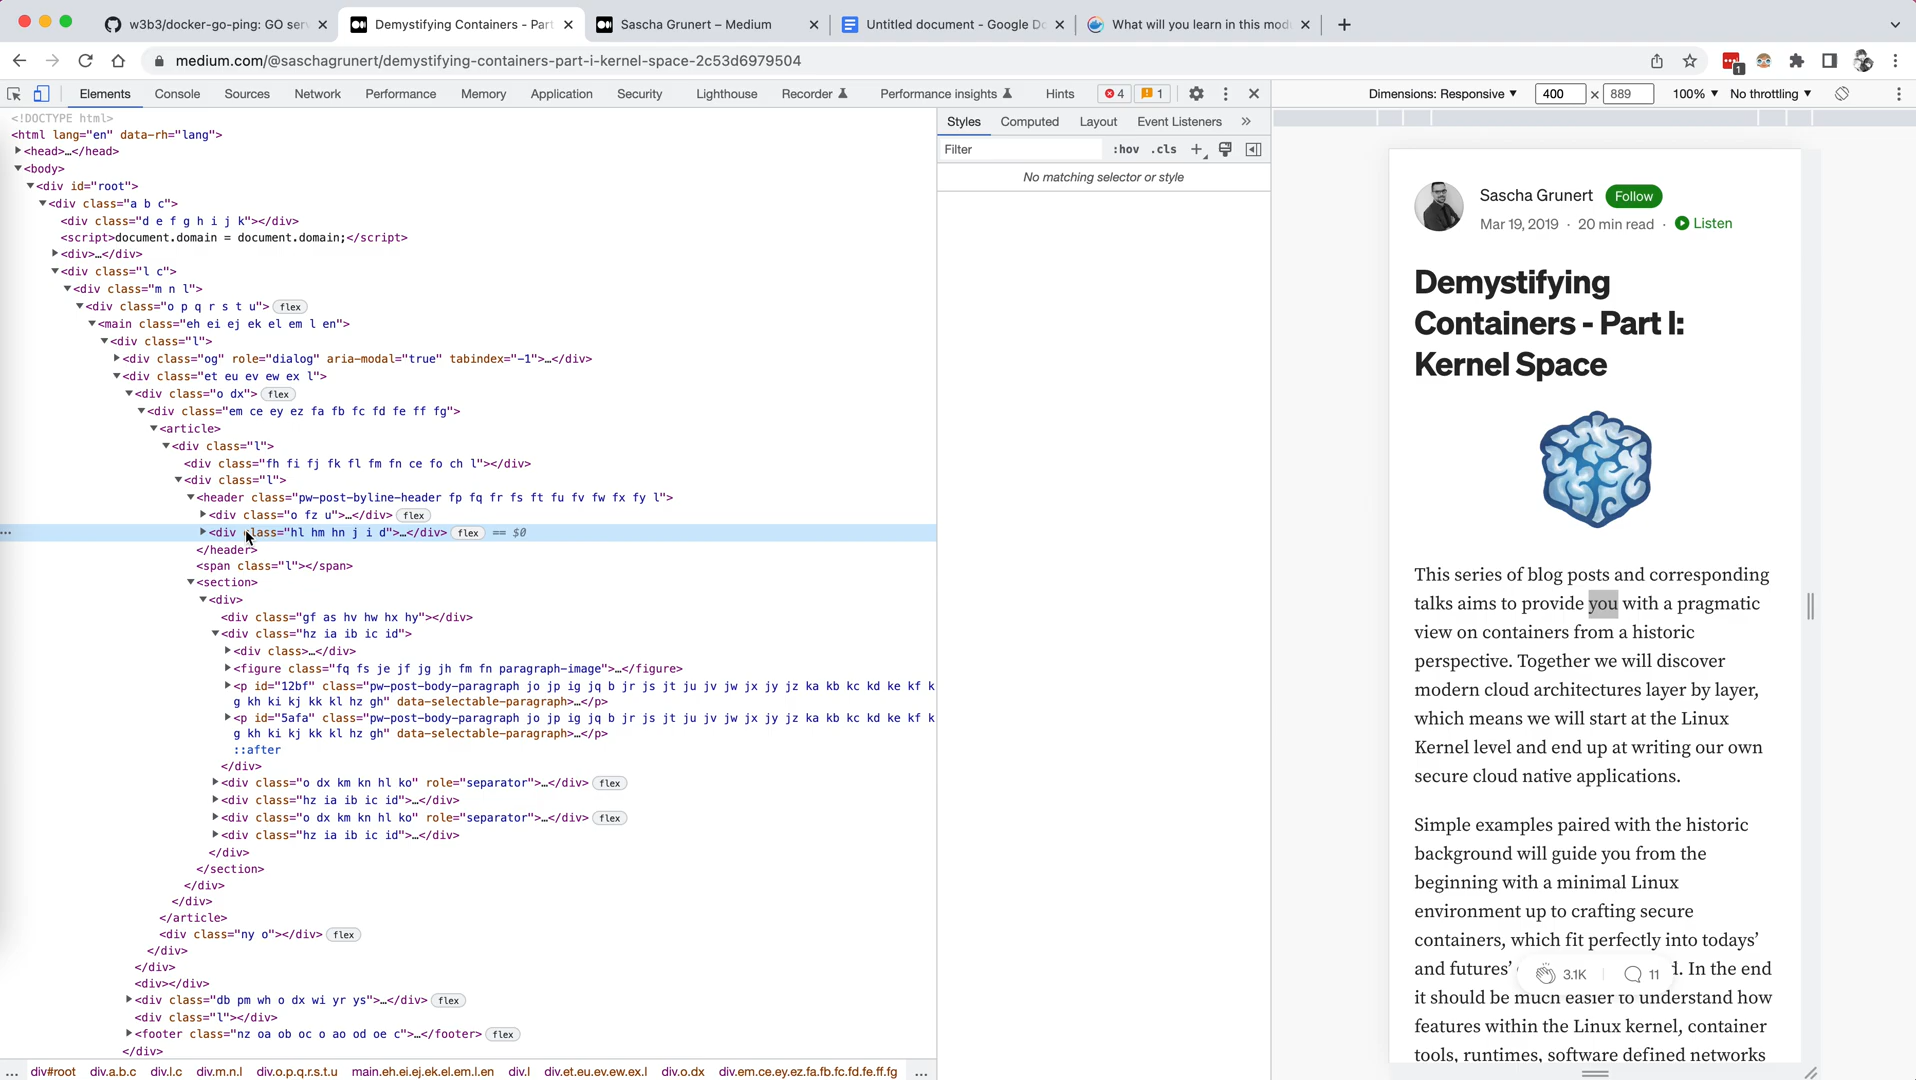 w3b3/docker-go-ping: GO ser
Demystifying Containers - Part
Sascha Grunert – Medium
Untitled document - Google Do
What will you learn in this mod
medium.com/@saschagrunert/demystifying-containers-part-i-kernel-space-2c53d6979504
1
Elements Console Sources Network Performance Memory Application Security Lighthouse Recorder Performance insights Hints 4 1
Dimensions: Responsive 400 × 889 100% No throttling
<!DOCTYPE html>
<html lang="en" data-rh="lang">
<head>…</head>
<body>
<div id="root">
<div class="a b c">
<div class="d e f g h i j k"></div>
<script>document.domain = document.domain;</script>
<div>…</div>
<div class="l c">
<div class="m n l">
<div class="o p q r s t u"> flex
<main class="eh ei ej ek el em l en">
<div class="l">
<div class="og" role="dialog" aria-modal="true" tabindex="-1">…</div>
<div class="et eu ev ew ex l">
<div class="o dx"> flex
<div class="em ce ey ez fa fb fc fd fe ff fg">
<article>
<div class="l">
<div class="fh fi fj fk fl fm fn ce fo ch l"></div>
<div class="l">
<header class="pw-post-byline-header fp fq fr fs ft fu fv fw fx fy l">
<div class="o fz u">…</div> flex
<div class="hl hm hn j i d">…</div> flex == $0
</header>
<span class="l"></span>
<section>
<div>
<div class="gf as hv hw hx hy"></div>
<div class="hz ia ib ic id">
<div class>…</div>
<figure class="fq fs je jf jg jh fm fn paragraph-image">…</figure>
<p id="12bf" class="pw-post-body-paragraph jo jp ig jq b jr js jt ju jv jw jx jy jz ka kb kc kd ke kf k
g kh ki kj kk kl hz gh" data-selectable-paragraph>…</p>
<p id="5afa" class="pw-post-body-paragraph jo jp ig jq b jr js jt ju jv jw jx jy jz ka kb kc kd ke kf k
g kh ki kj kk kl hz gh" data-selectable-paragraph>…</p>
::after
</div>
<div class="o dx km kn hl ko" role="separator">…</div> flex
<div class="hz ia ib ic id">…</div>
<div class="o dx km kn hl ko" role="separator">…</div> flex
<div class="hz ia ib ic id">…</div>
</div>
</section>
</div>
</div>
</article>
<div class="ny o"></div> flex
</div>
</div>
<div></div>
<div class="db pm wh o dx wi yr ys">…</div> flex
<div class="l"></div>
<footer class="nz oa ob oc o ao od oe c">…</footer> flex
</div>
… div#root div.a.b.c div.l.c div.m.n.l div.o.p.q.r.s.t.u main.eh.ei.ej.ek.el.em.l.en div.l div.et.eu.ev.ew.ex.l div.o.dx div.em.ce.ey.ez.fa.fb.fc.fd.fe.ff.fg …
Styles Computed Layout Event Listeners »
Filter :hov .cls +
No matching selector or style
Sascha Grunert Follow
Mar 19, 2019 · 20 min read · Listen
Demystifying
Containers - Part I:
Kernel Space
This series of blog posts and corresponding
talks aims to provide you with a pragmatic
view on containers from a historic
perspective. Together we will discover
modern cloud architectures layer by layer,
which means we will start at the Linux
Kernel level and end up at writing our own
secure cloud native applications.
Simple examples paired with the historic
background will guide you from the
beginning with a minimal Linux
environment up to crafting secure
containers, which fit perfectly into todays’
and futures’ d. In the end
3.1K 11
it should be much easier to understand how
features within the Linux kernel, container
tools, runtimes, software defined networks